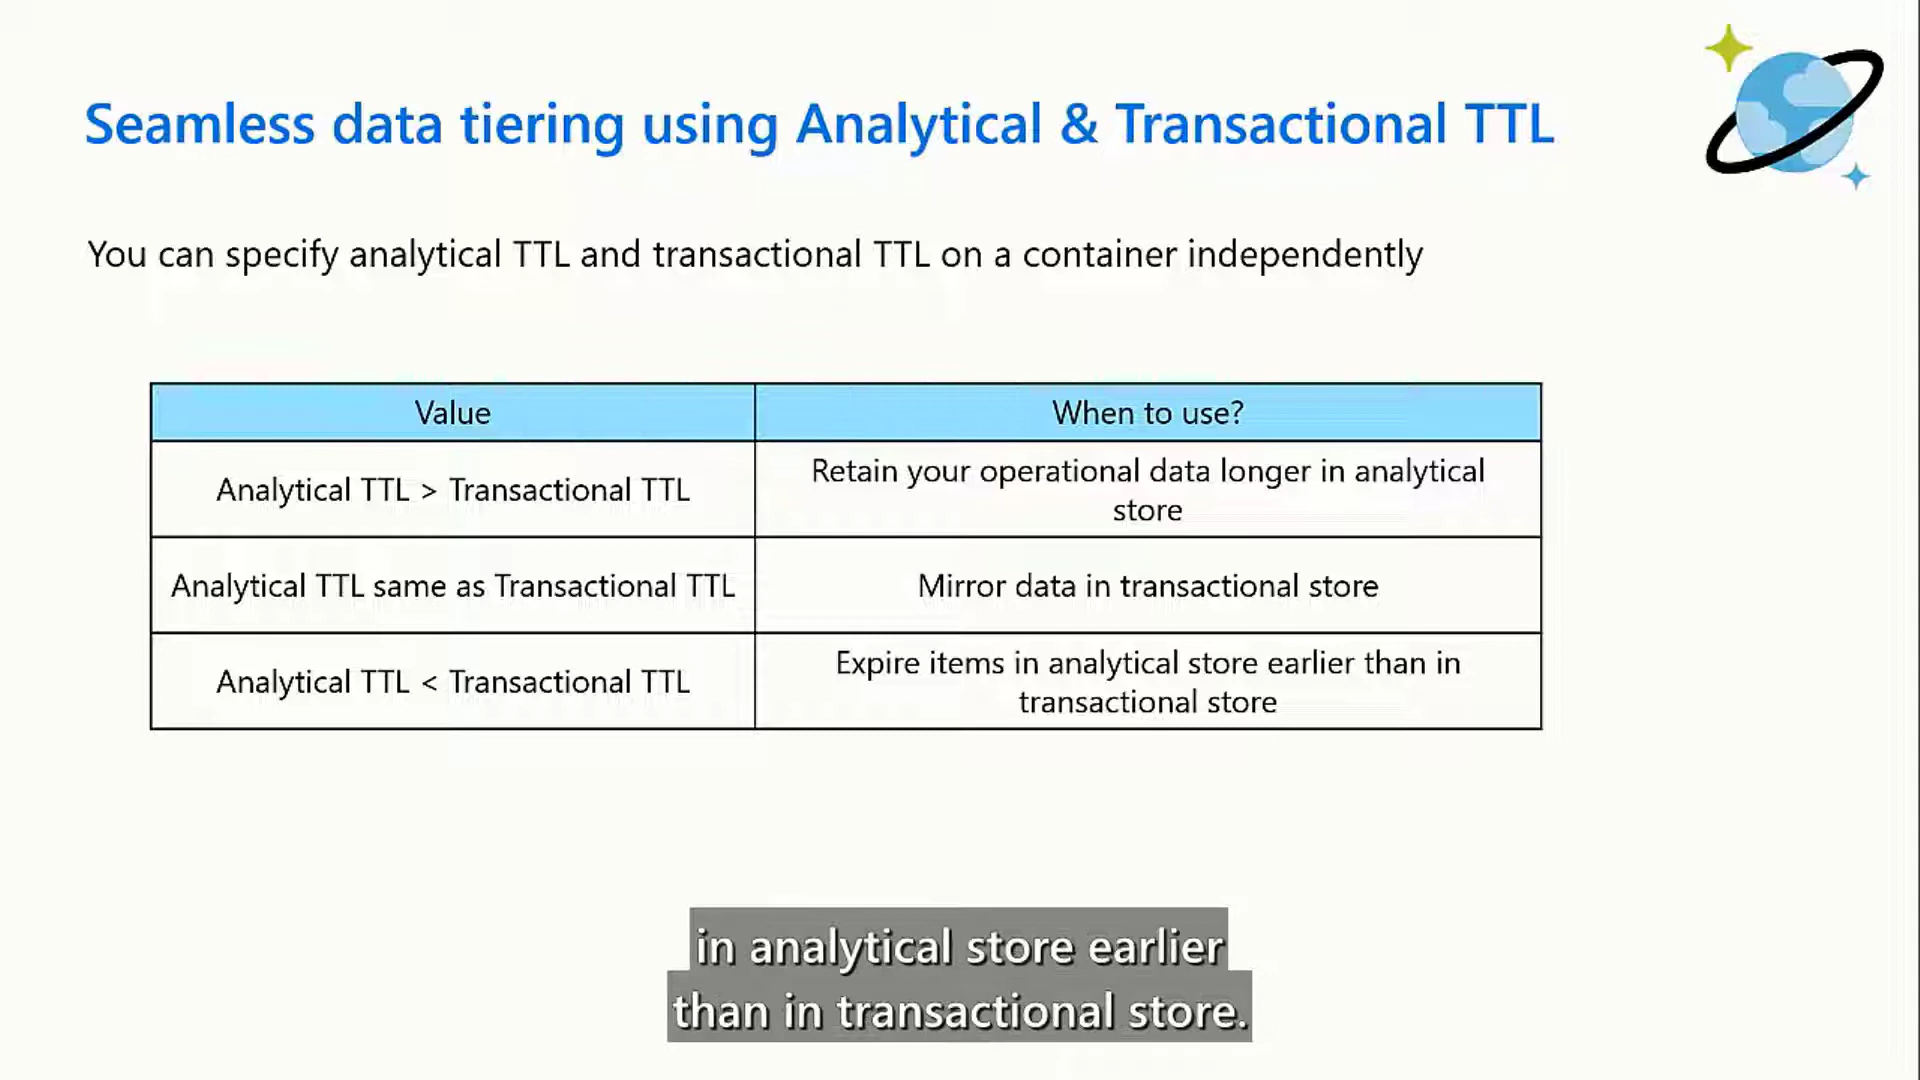 Seamless data tiering using Analytical & Transactional TTL
You can specify analytical TTL and transactional TTL on a container independently
Value
When to use?
Analytical TTL > Transactional TTL
Retain your operational data longer in analytical
store
Analytical TTL same as Transactional TTL
Mirror data in transactional store
Analytical TTL < Transactional TTL
Expire items in analytical store earlier than in
transactional store
in analytical store earlier
than in transactional store.